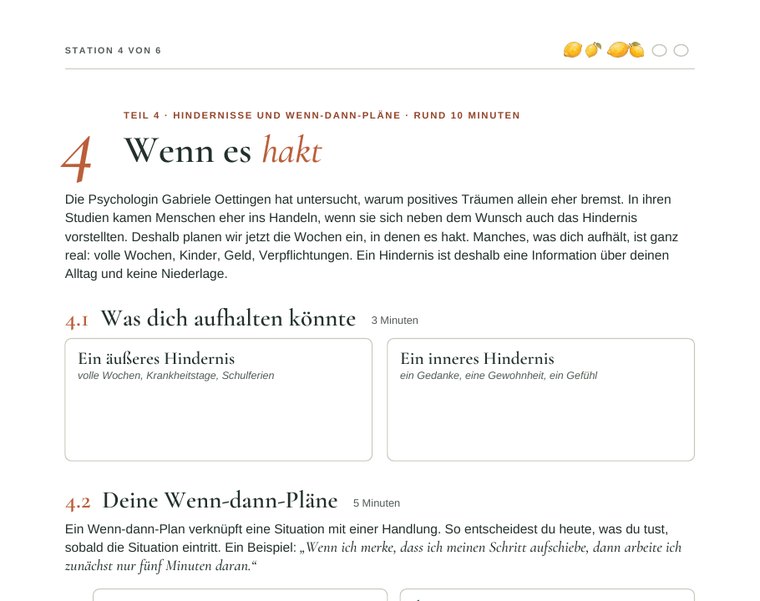 STATION 4 VON 6
TEIL 4 · HINDERNISSE UND WENN-DANN-PLÄNE · RUND 10 MINUTEN
4 Wenn es hakt
Die Psychologin Gabriele Oettingen hat untersucht, warum positives Träumen allein eher bremst. In ihren
Studien kamen Menschen eher ins Handeln, wenn sie sich neben dem Wunsch auch das Hindernis
vorstellten. Deshalb planen wir jetzt die Wochen ein, in denen es hakt. Manches, was dich aufhält, ist ganz
real: volle Wochen, Kinder, Geld, Verpflichtungen. Ein Hindernis ist deshalb eine Information über deinen
Alltag und keine Niederlage.
4.1 Was dich aufhalten könnte 3 Minuten
Ein äußeres Hindernis
volle Wochen, Krankheitstage, Schulferien
Ein inneres Hindernis
ein Gedanke, eine Gewohnheit, ein Gefühl
4.2 Deine Wenn-dann-Pläne 5 Minuten
Ein Wenn-dann-Plan verknüpft eine Situation mit einer Handlung. So entscheidest du heute, was du tust,
sobald die Situation eintritt. Ein Beispiel: „Wenn ich merke, dass ich meinen Schritt aufschiebe, dann arbeite ich
zunächst nur fünf Minuten daran.“